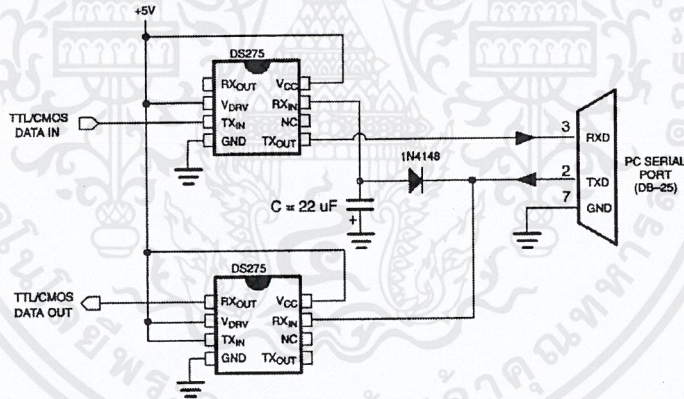 +5V
DS275
RXOUT
VCC
VDRV
RXIN
TTL/CMOS
DATA IN
TXIN
NC
GND
TXOUT
3
RXD
1N4148
2
TXD
PC SERIAL
PORT
(DB-25)
7
GND
C = 22 uF
+
DS275
TTL/CMOS
DATA OUT
RXOUT
VCC
VDRV
RXIN
TXIN
NC
GND
TXOUT